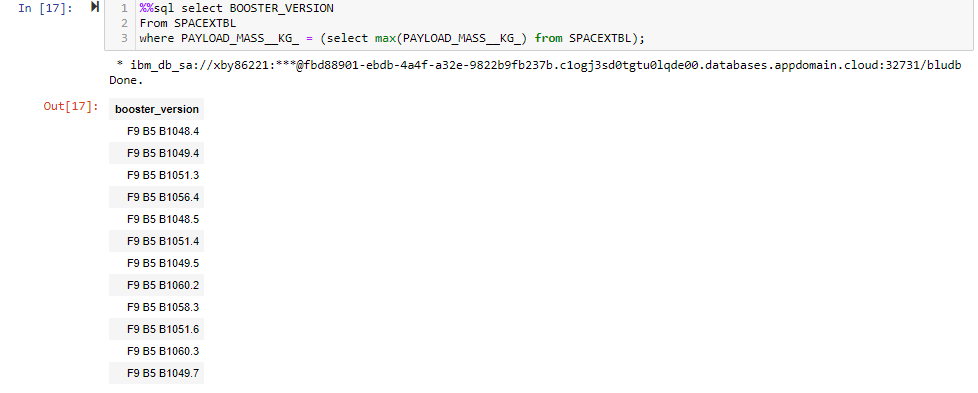 In [17]:
1 %%sql select BOOSTER_VERSION
2 From SPACEXTBL
3 where PAYLOAD_MASS__KG_ = (select max(PAYLOAD_MASS__KG_) from SPACEXTBL);
* ibm_db_sa://xby86221:***@fbd88901-ebdb-4a4f-a32e-9822b9fb237b.c1ogj3sd0tgtu0lqde00.databases.appdomain.cloud:32731/bludb
Done.
Out[17]:
booster_version
F9 B5 B1048.4
F9 B5 B1049.4
F9 B5 B1051.3
F9 B5 B1056.4
F9 B5 B1048.5
F9 B5 B1051.4
F9 B5 B1049.5
F9 B5 B1060.2
F9 B5 B1058.3
F9 B5 B1051.6
F9 B5 B1060.3
F9 B5 B1049.7